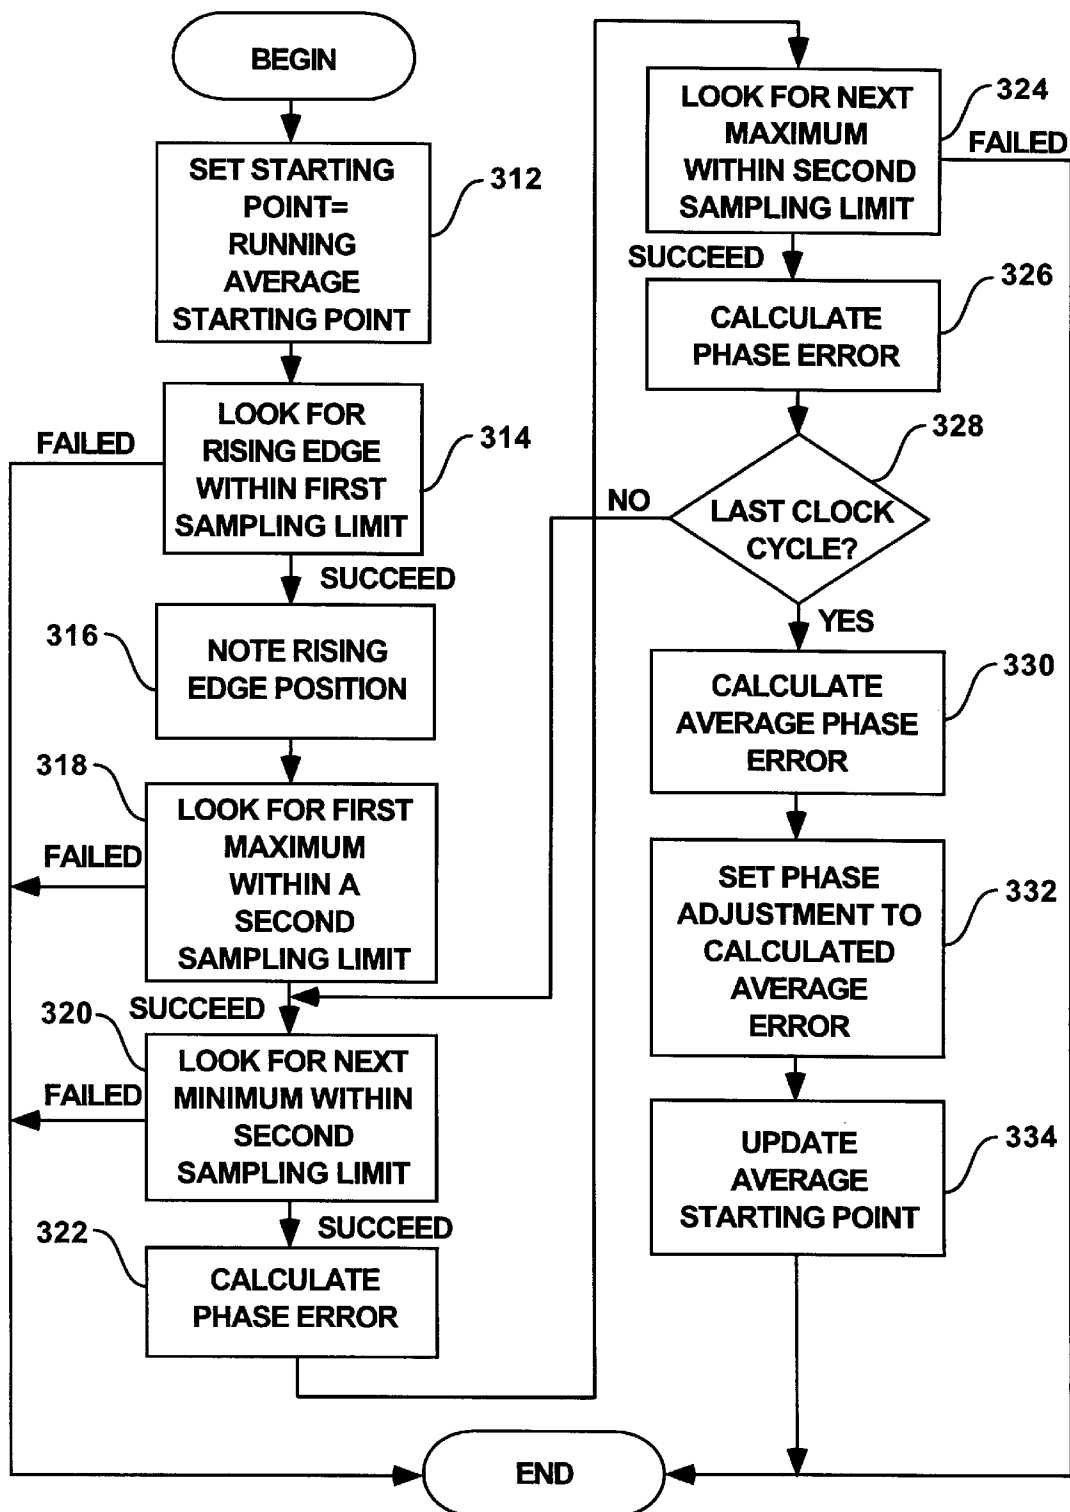 BEGIN
SET STARTING
POINT=
RUNNING
AVERAGE
STARTING POINT
312
LOOK FOR
RISING EDGE
WITHIN FIRST
SAMPLING LIMIT
314
FAILED
SUCCEED
NOTE RISING
EDGE POSITION
316
LOOK FOR FIRST
MAXIMUM
WITHIN A
SECOND
SAMPLING LIMIT
318
FAILED
SUCCEED
LOOK FOR NEXT
MINIMUM WITHIN
SECOND
SAMPLING LIMIT
320
FAILED
SUCCEED
CALCULATE
PHASE ERROR
322
LOOK FOR NEXT
MAXIMUM
WITHIN SECOND
SAMPLING LIMIT
324
FAILED
SUCCEED
CALCULATE
PHASE ERROR
326
LAST CLOCK
CYCLE?
328
NO
YES
CALCULATE
AVERAGE PHASE
ERROR
330
SET PHASE
ADJUSTMENT TO
CALCULATED
AVERAGE
ERROR
332
UPDATE
AVERAGE
STARTING POINT
334
END